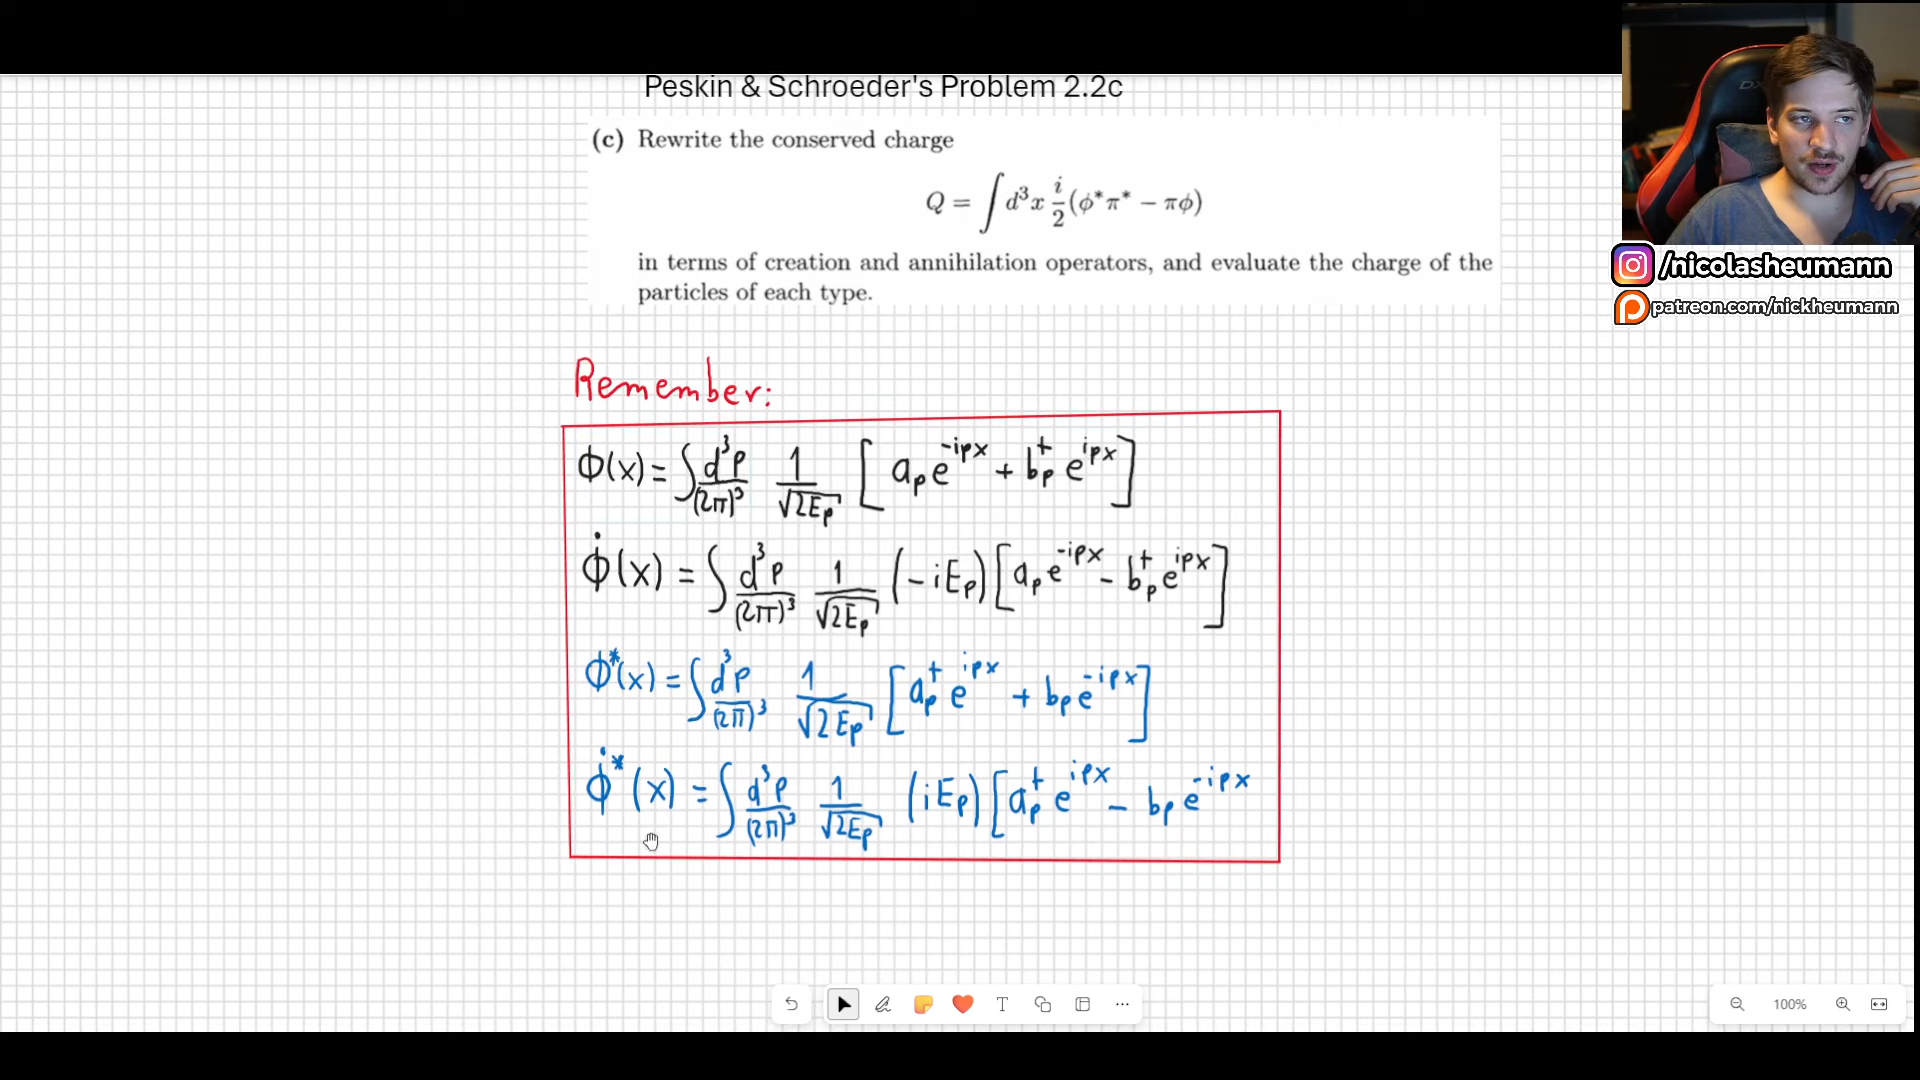 Peskin & Schroeder's Problem 2.2c
(c) Rewrite the conserved charge
Q = ∫ d³x i/2 (ϕ*π* − πϕ)
in terms of creation and annihilation operators, and evaluate the charge of the
particles of each type.
/nicolasheumann
patreon.com/nickheumann
Remember:
ϕ(x) = ∫ d³p/(2π)³ 1/√2E_p [a_p e^{-ipx} + b_p^† e^{ipx}]
ϕ̇(x) = ∫ d³p/(2π)³ 1/√2E_p (-iE_p) [a_p e^{-ipx} - b_p^† e^{ipx}]
ϕ*(x) = ∫ d³p/(2π)³ 1/√2E_p [a_p^† e^{ipx} + b_p e^{-ipx}]
ϕ̇*(x) = ∫ d³p/(2π)³ 1/√2E_p (iE_p) [a_p^† e^{ipx} - b_p e^{-ipx}
100%